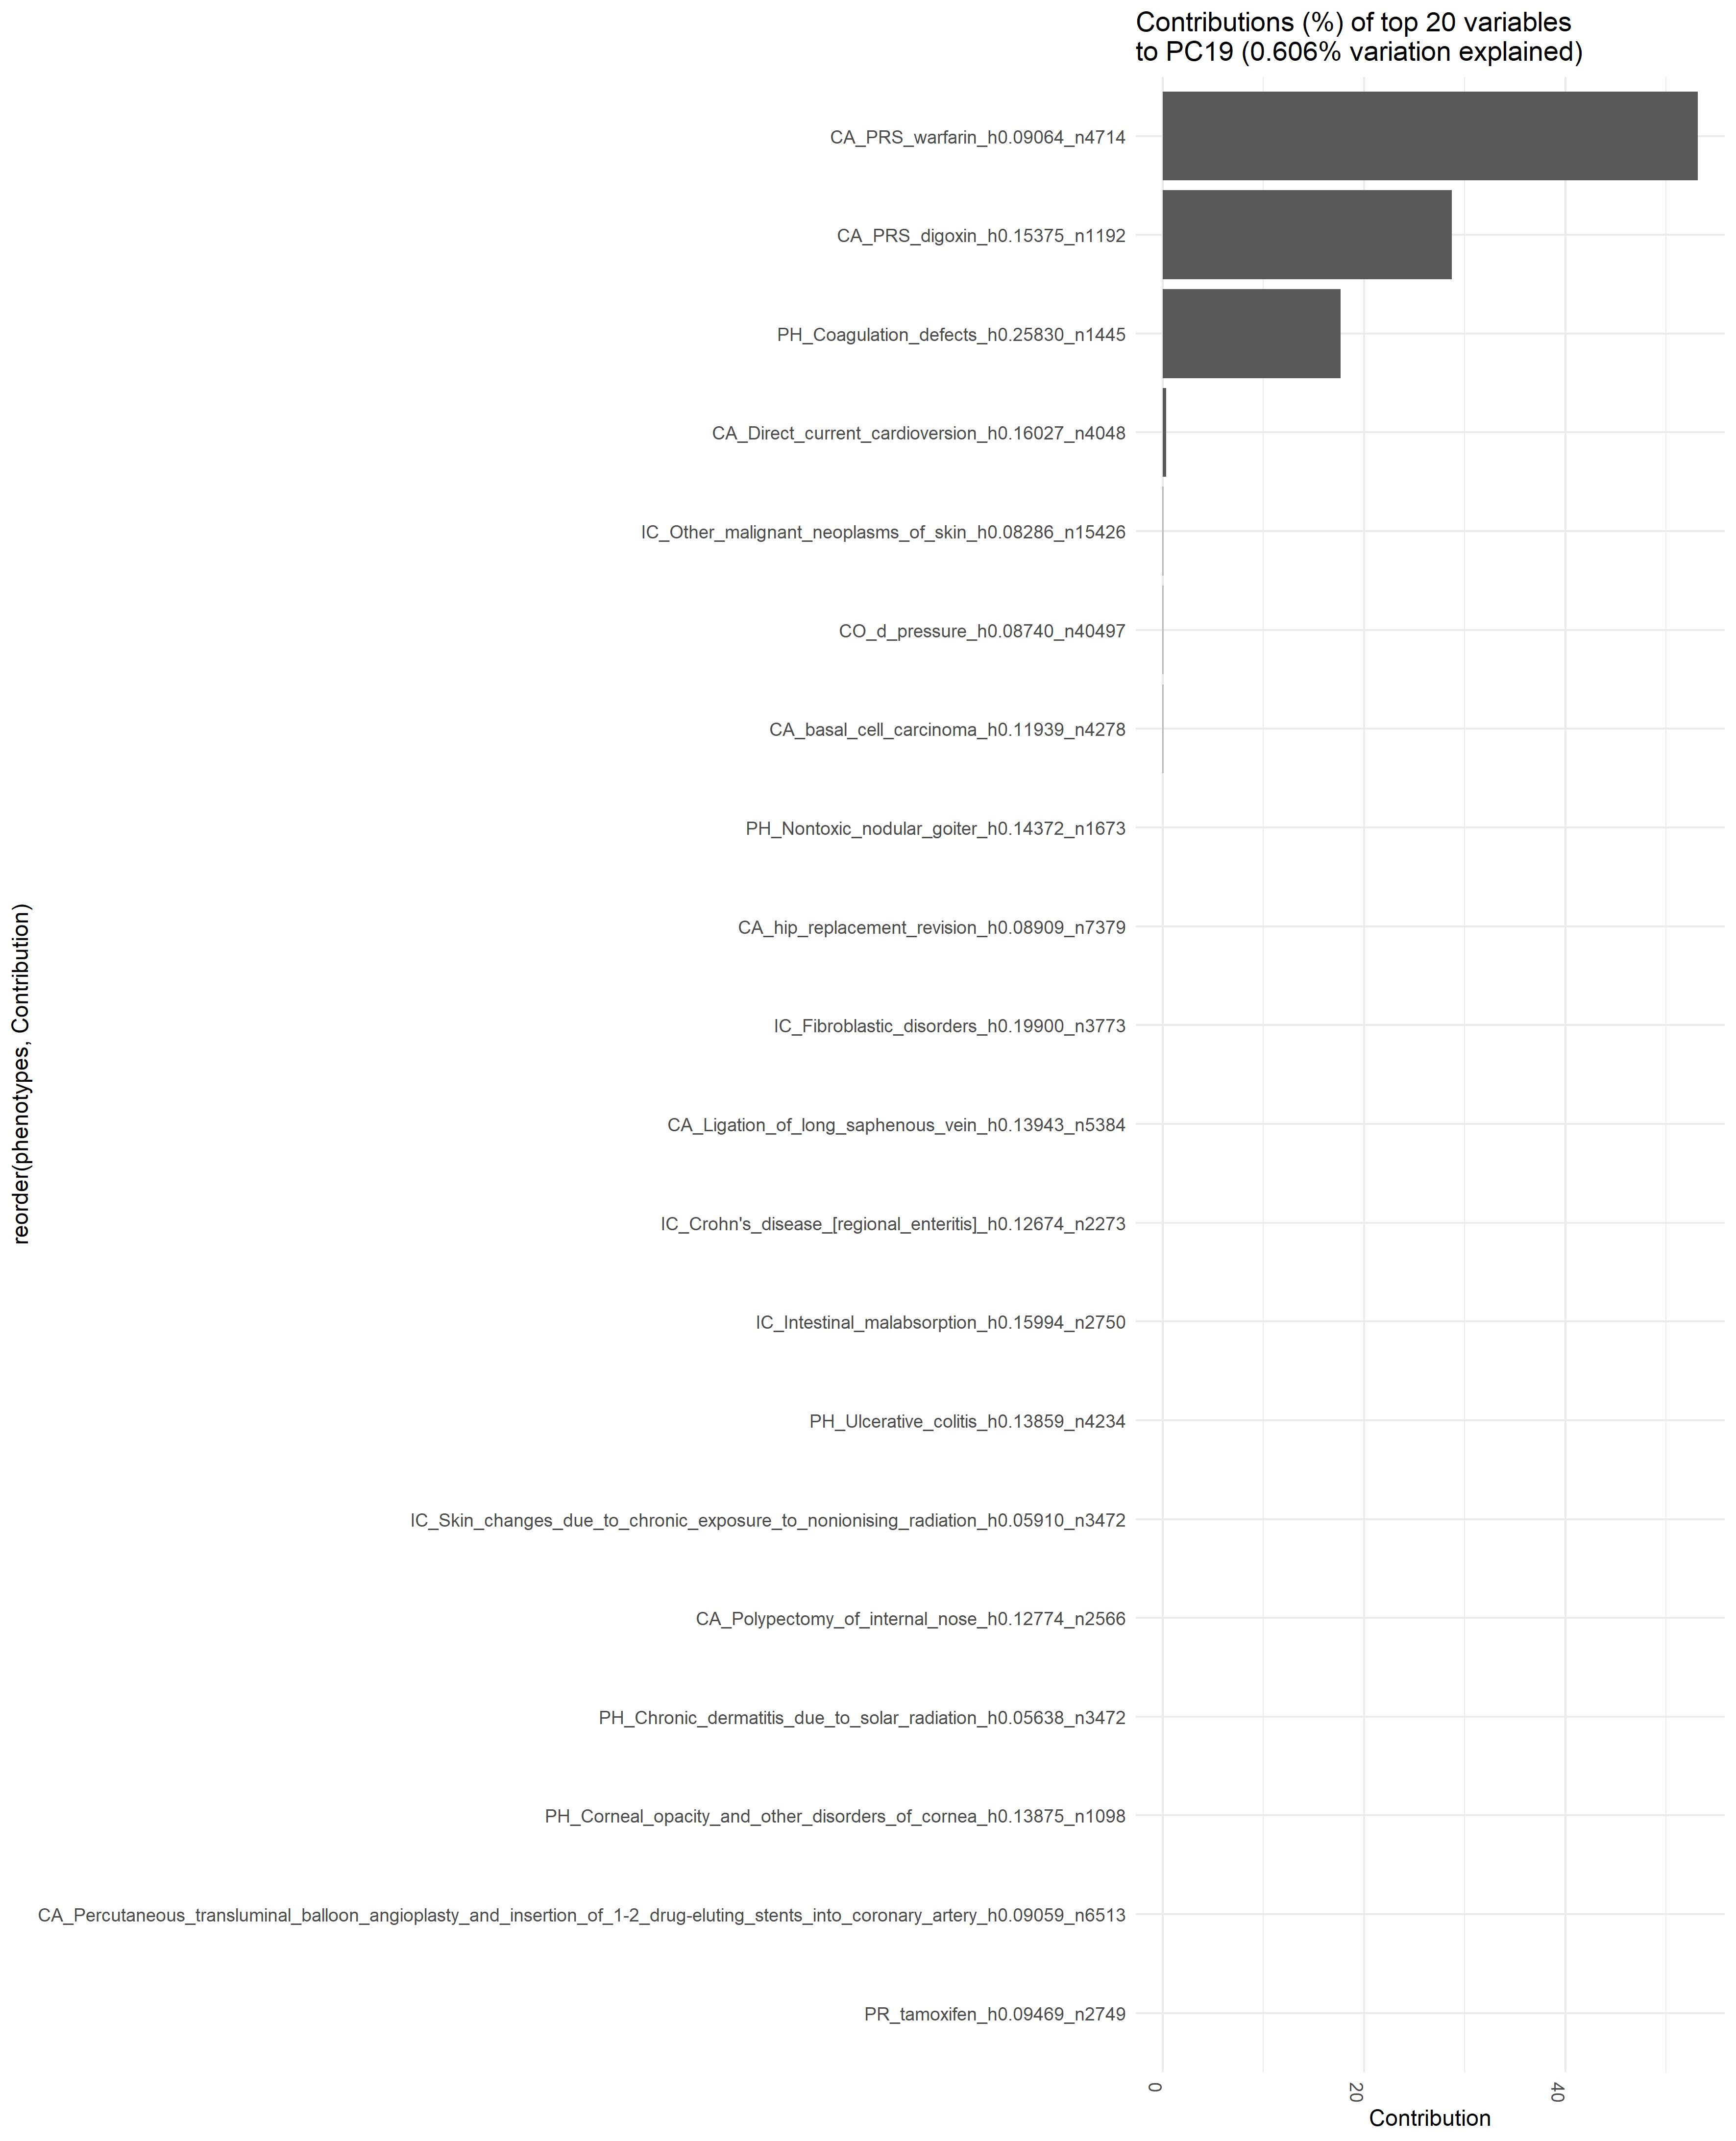 Contributions (%) of top 20 variables
to PC19 (0.606% variation explained)
CA_PRS_warfarin_h0.09064_n4714
CA_PRS_digoxin_h0.15375_n1192
PH_Coagulation_defects_h0.25830_n1445
CA_Direct_current_cardioversion_h0.16027_n4048
IC_Other_malignant_neoplasms_of_skin_h0.08286_n15426
CO_d_pressure_h0.08740_n40497
CA_basal_cell_carcinoma_h0.11939_n4278
PH_Nontoxic_nodular_goiter_h0.14372_n1673
CA_hip_replacement_revision_h0.08909_n7379
IC_Fibroblastic_disorders_h0.19900_n3773
CA_Ligation_of_long_saphenous_vein_h0.13943_n5384
IC_Crohn's_disease_[regional_enteritis]_h0.12674_n2273
IC_Intestinal_malabsorption_h0.15994_n2750
PH_Ulcerative_colitis_h0.13859_n4234
IC_Skin_changes_due_to_chronic_exposure_to_nonionising_radiation_h0.05910_n3472
CA_Polypectomy_of_internal_nose_h0.12774_n2566
PH_Chronic_dermatitis_due_to_solar_radiation_h0.05638_n3472
PH_Corneal_opacity_and_other_disorders_of_cornea_h0.13875_n1098
CA_Percutaneous_transluminal_balloon_angioplasty_and_insertion_of_1-2_drug-eluting_stents_into_coronary_artery_h0.09059_n6513
PR_tamoxifen_h0.09469_n2749
reorder(phenotypes, Contribution)
0
20
40
Contribution